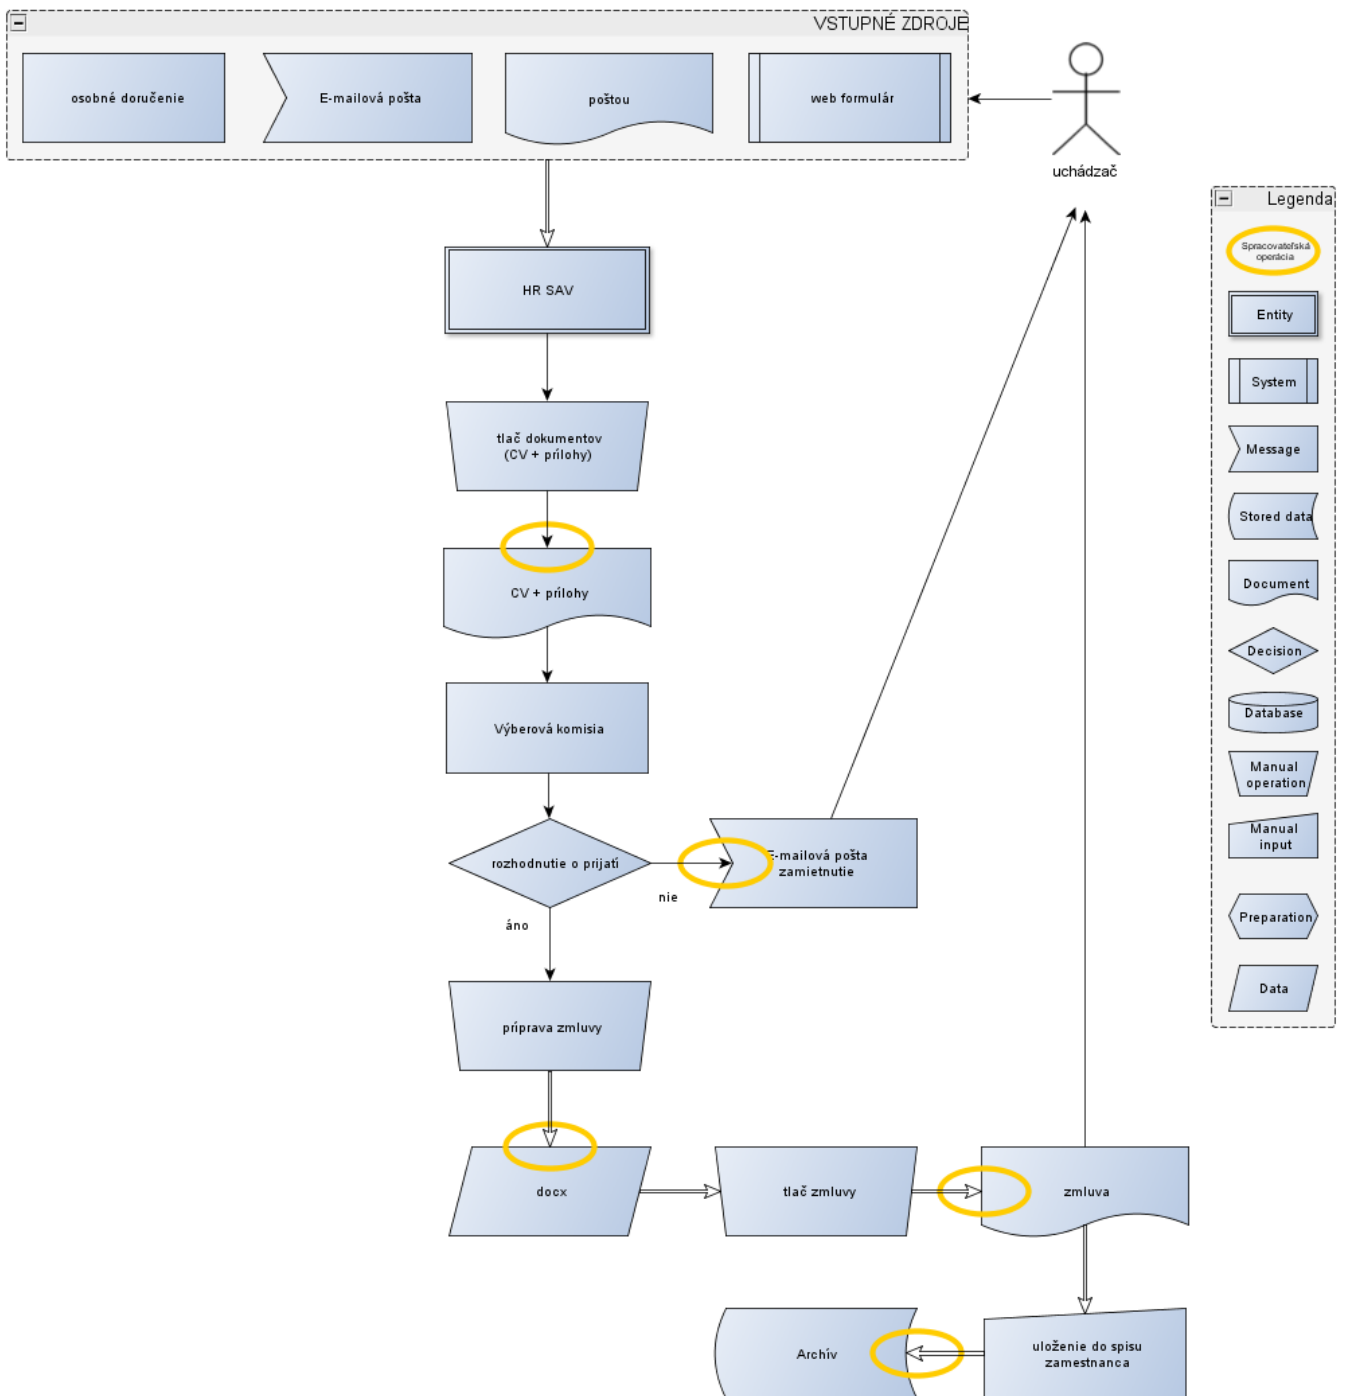 VSTUPNÉ ZDROJE
osobné doručenie
E-mailová pošta
poštou
web formulár
uchádzač
HR SAV
tlač dokumentov
(CV + prílohy)
CV + prílohy
Výberová komisia
rozhodnutie o prijatí
nie
E-mailová pošta
zamietnutie
áno
príprava zmluvy
docx
tlač zmluvy
zmluva
uloženie do spisu
zamestnanca
Archív
Legenda
Spracovateľská
operácia
Entity
System
Message
Stored data
Document
Decision
Database
Manual
operation
Manual
input
Preparation
Data